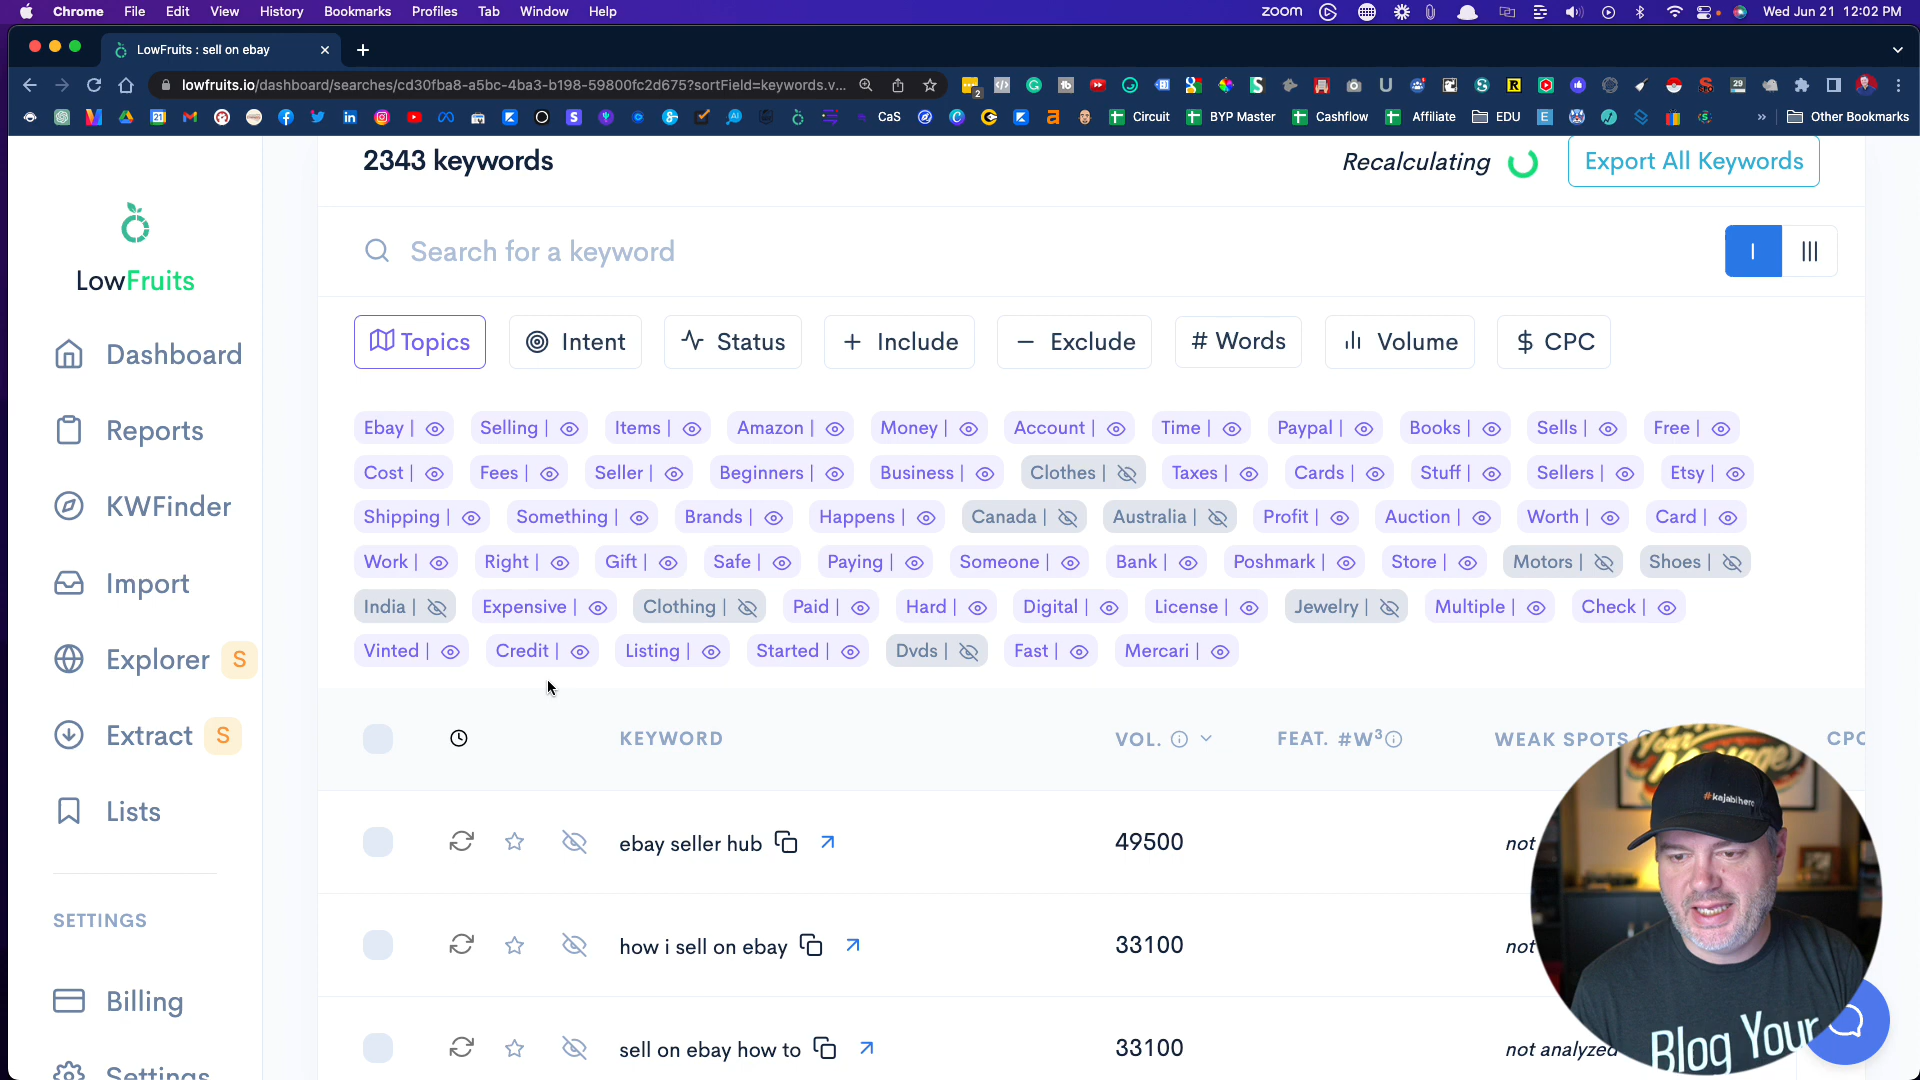 Chrome File Edit View History Bookmarks Profiles Tab Window Help zoom Wed Jun 21 12:02 PM
LowFruits : sell on ebay
lowfruits.io/dashboard/searches/cd30fba8-a5bc-4ba3-b198-59800fc2d675?sortField=keywords.v...
CaS Circuit BYP Master Cashflow Affiliate EDU Other Bookmarks
2343 keywords Recalculating Export All Keywords
LowFruits
Search for a keyword
Topics Intent Status + Include − Exclude # Words Volume $ CPC
Ebay | Selling | Items | Amazon | Money | Account | Time | Paypal | Books | Sells | Free |
Cost | Fees | Seller | Beginners | Business | Clothes | Taxes | Cards | Stuff | Sellers | Etsy |
Shipping | Something | Brands | Happens | Canada | Australia | Profit | Auction | Worth | Card |
Work | Right | Gift | Safe | Paying | Someone | Bank | Poshmark | Store | Motors | Shoes |
India | Expensive | Clothing | Paid | Hard | Digital | License | Jewelry | Multiple | Check |
Vinted | Credit | Listing | Started | Dvds | Fast | Mercari |
Dashboard
Reports
KWFinder
Import
Explorer S
Extract S
Lists
SETTINGS
Billing
Settings
KEYWORD VOL. FEAT. #W³ WEAK SPOTS CPC
ebay seller hub 49500 not
how i sell on ebay 33100 not
sell on ebay how to 33100 not analyzed
#kajabihero
Blog Your